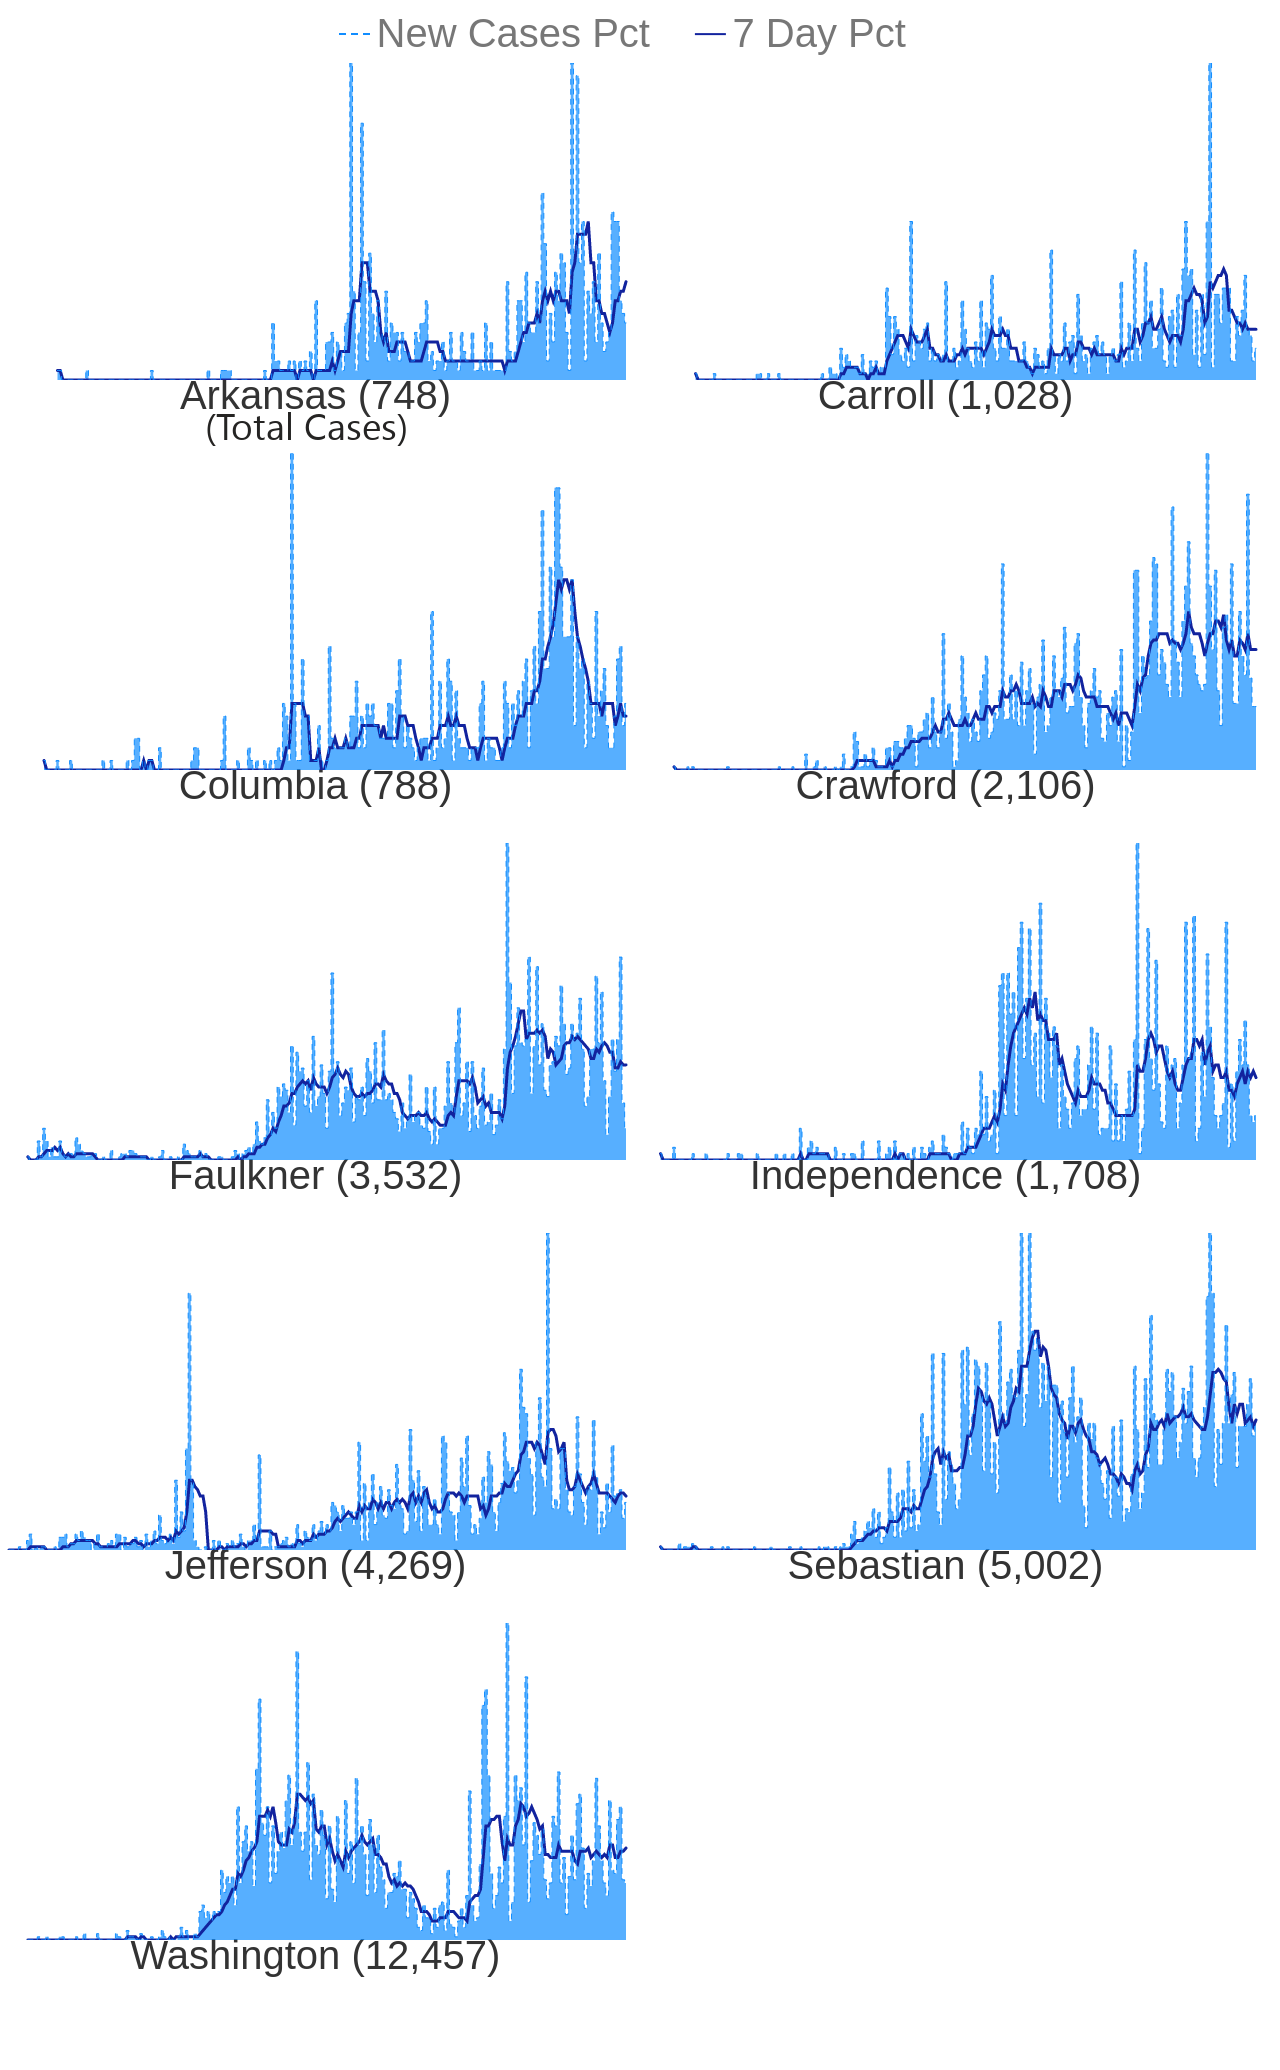 New Cases Pct 7 Day Pct
Arkansas (748) Carroll (1,028)
(Total Cases)
Columbia (788) Crawford (2,106)
Faulkner (3,532) Independence (1,708)
Jefferson (4,269) Sebastian (5,002)
Washington (12,457)